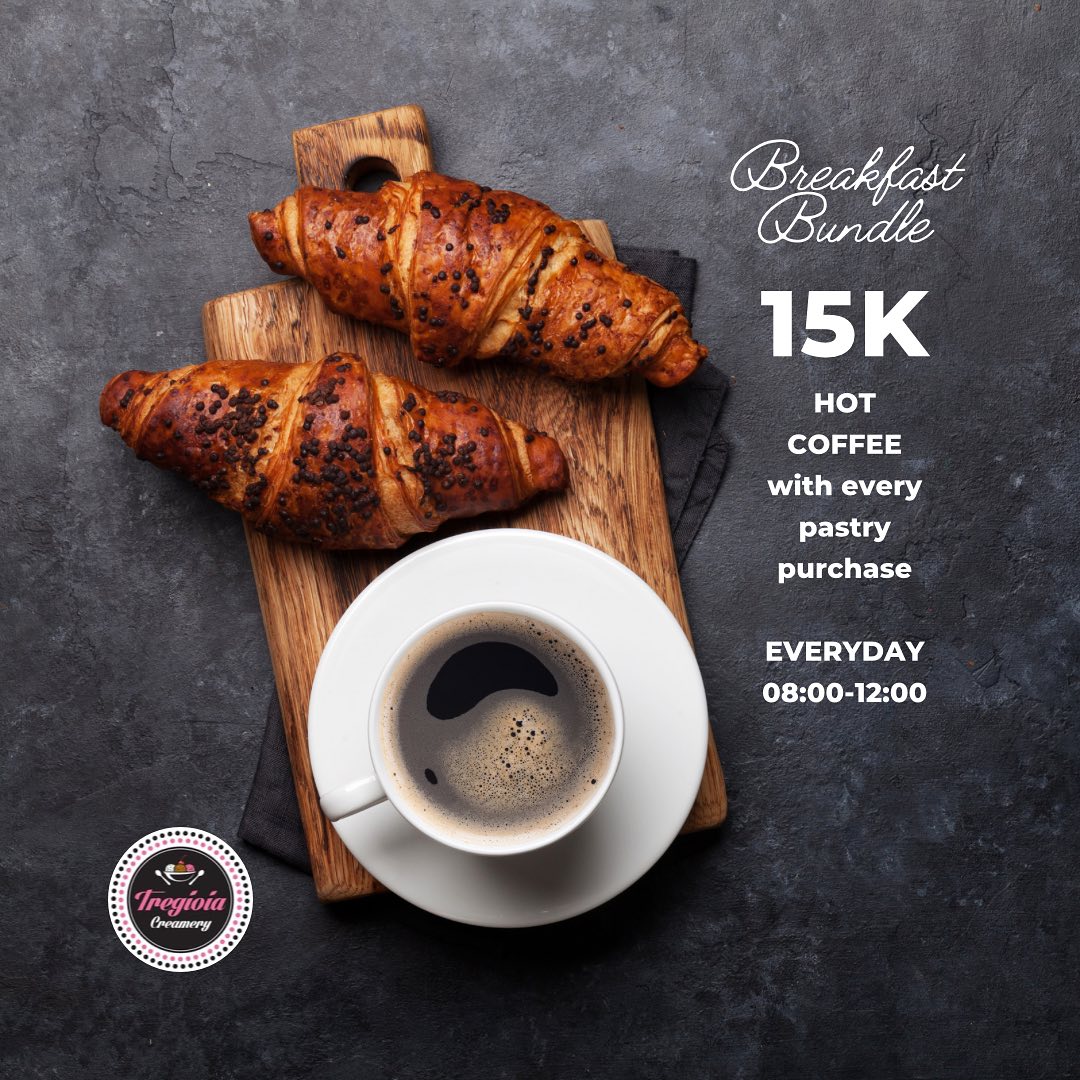 Breakfast
Bundle
15K
HOT
COFFEE
with every
pastry
purchase
EVERYDAY
08:00-12:00
Tregioia
Creamery